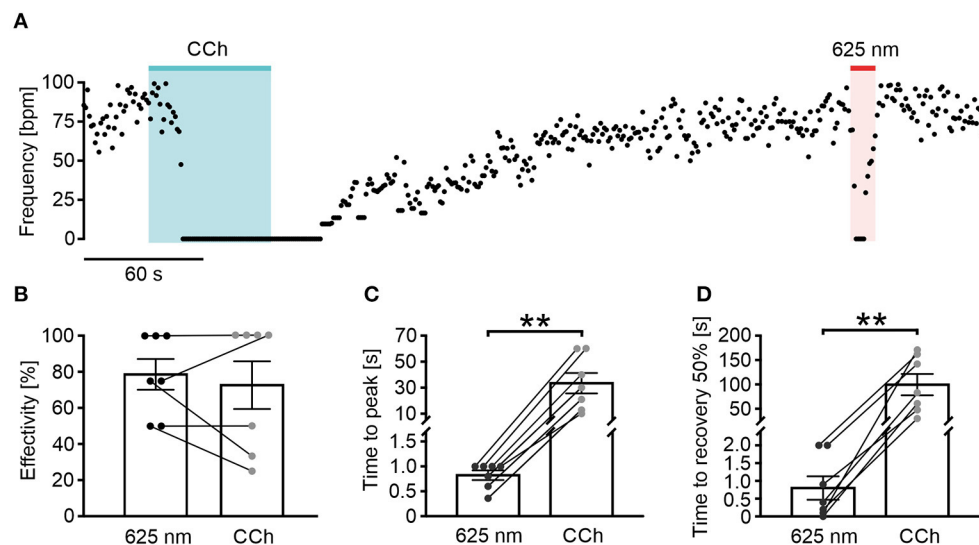 A
CCh
625 nm
Frequency [bpm]
100
75
50
25
0
60 s
B
Effectivity [%]
100
80
60
40
20
0
625 nm
CCh
C
**
Time to peak [s]
70
50
30
10
1.5
1.0
0.5
0
625 nm
CCh
D
**
Time to recovery 50% [s]
200
150
100
50
2.0
1.5
1.0
0.5
0
625 nm
CCh